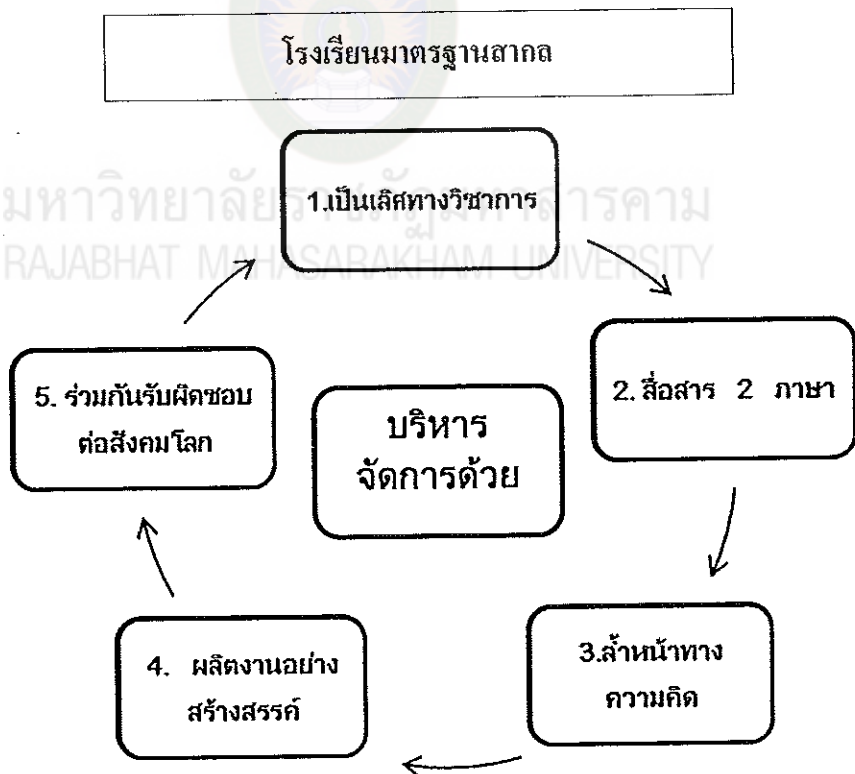 โรงเรียนมาตรฐานสากล
มหาวิทยาลัยราชภัฏมหาสารคาม
RAJABHAT MAHASARAKHAM UNIVERSITY
1.เป็นเลิศทางวิชาการ
2. สื่อสาร 2 ภาษา
3.ล้ำหน้าทาง
ความคิด
4. ผลิตงานอย่าง
สร้างสรรค์
5. ร่วมกันรับผิดชอบ
ต่อสังคมโลก
บริหาร
จัดการด้วย